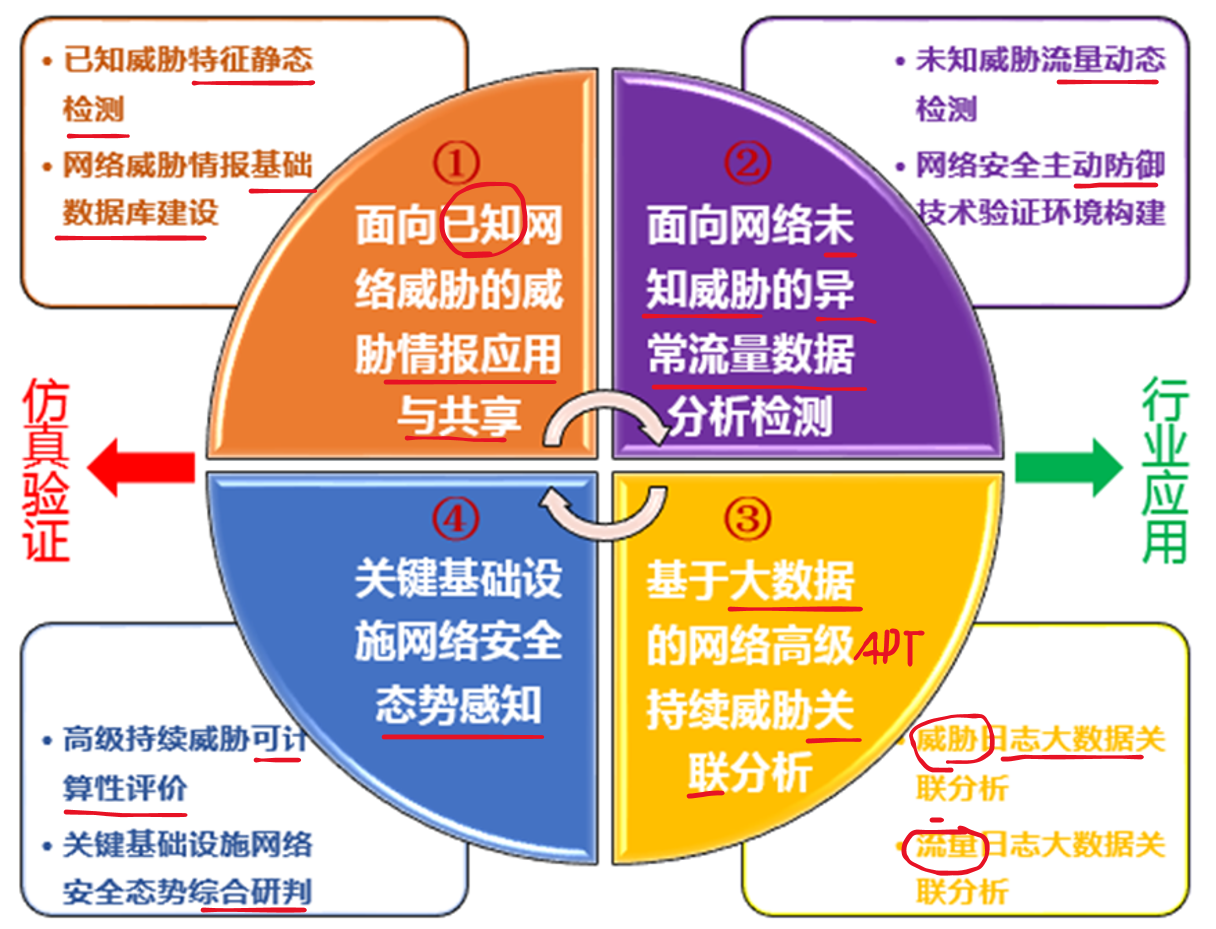 • 已知威胁特征静态
检测
• 网络威胁情报基础
数据库建设
• 未知威胁流量动态
检测
• 网络安全主动防御
技术验证环境构建
①
面向已知网
络威胁的威
胁情报应用
与共享
②
面向网络未
知威胁的异
常流量数据
分析检测
仿真验证
行业应用
④
关键基础设
施网络安全
态势感知
③
基于大数据
的网络高级
APT
持续威胁关
联分析
• 高级持续威胁可计
算性评价
• 关键基础设施网络
安全态势综合研判
• 威胁日志大数据关
联分析
• 流量日志大数据关
联分析